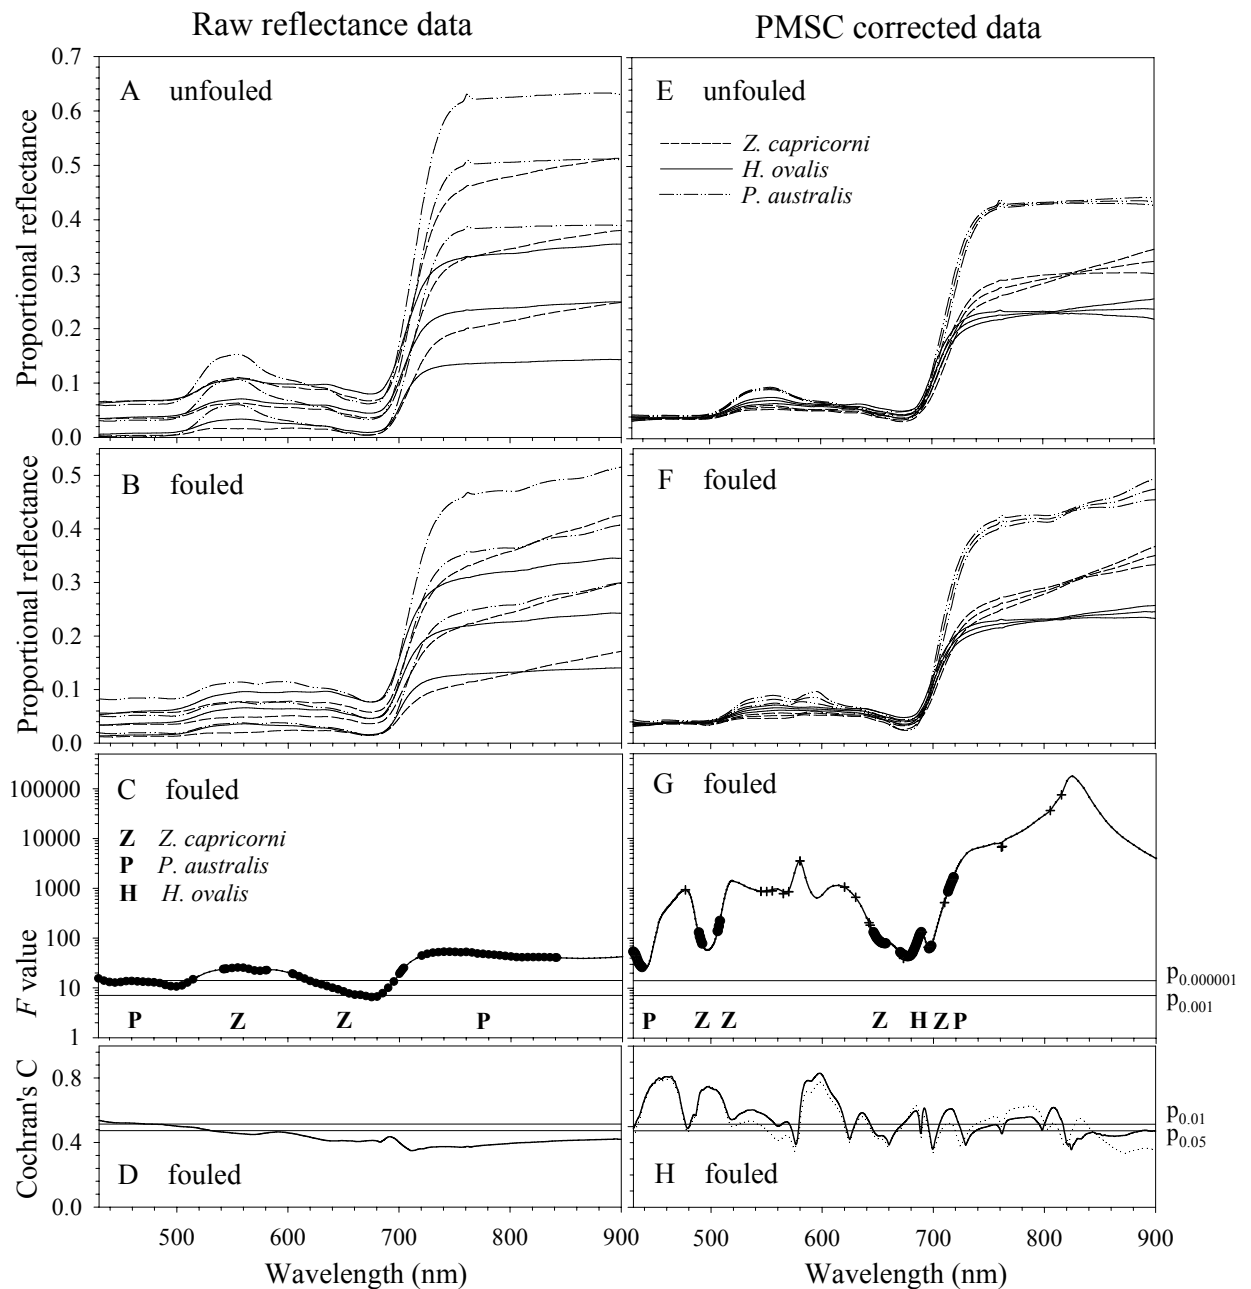 Raw reflectance data
PMSC corrected data
Proportional reflectance
0.7
0.6
0.5
0.4
0.3
0.2
0.1
0.0
A unfouled
E unfouled
Z. capricorni
H. ovalis
P. australis
Proportional reflectance
0.5
0.4
0.3
0.2
0.1
0.0
B fouled
F fouled
F value
100000
10000
1000
100
10
1
C fouled
Z Z. capricorni
P P. australis
H H. ovalis
P Z Z P
G fouled
P Z Z Z H Z P
p0.000001
p0.001
Cochran's C
0.8
0.4
0.0
D fouled
H fouled
p0.01
p0.05
500 600 700 800 900
500 600 700 800 900
Wavelength (nm)
Wavelength (nm)